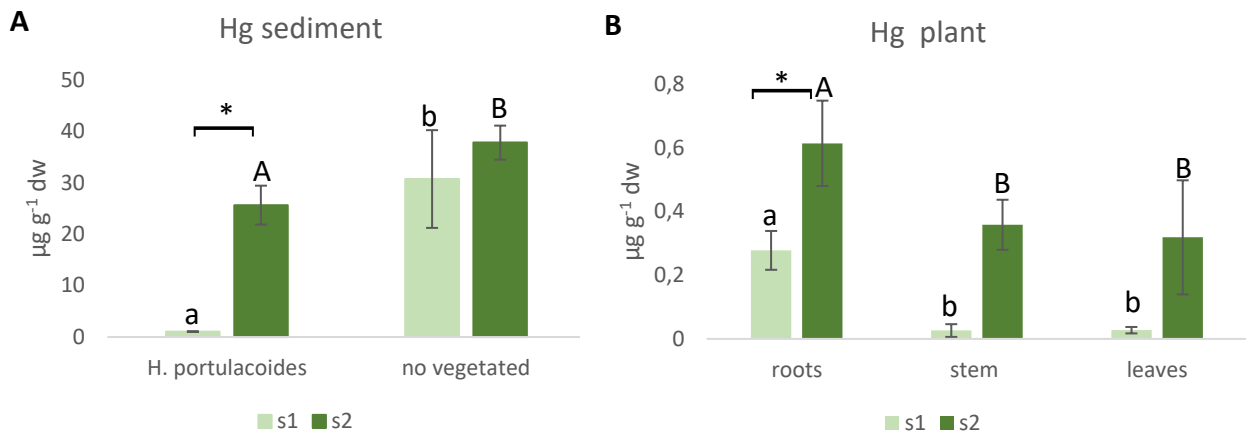 A
Hg sediment
µg g-1 dw
50
40
30
20
10
0
*
a
A
b
B
H. portulacoides
no vegetated
s1
s2
B
Hg plant
µg g-1 dw
0,8
0,6
0,4
0,2
0
*
a
A
b
B
b
B
roots
stem
leaves
s1
s2